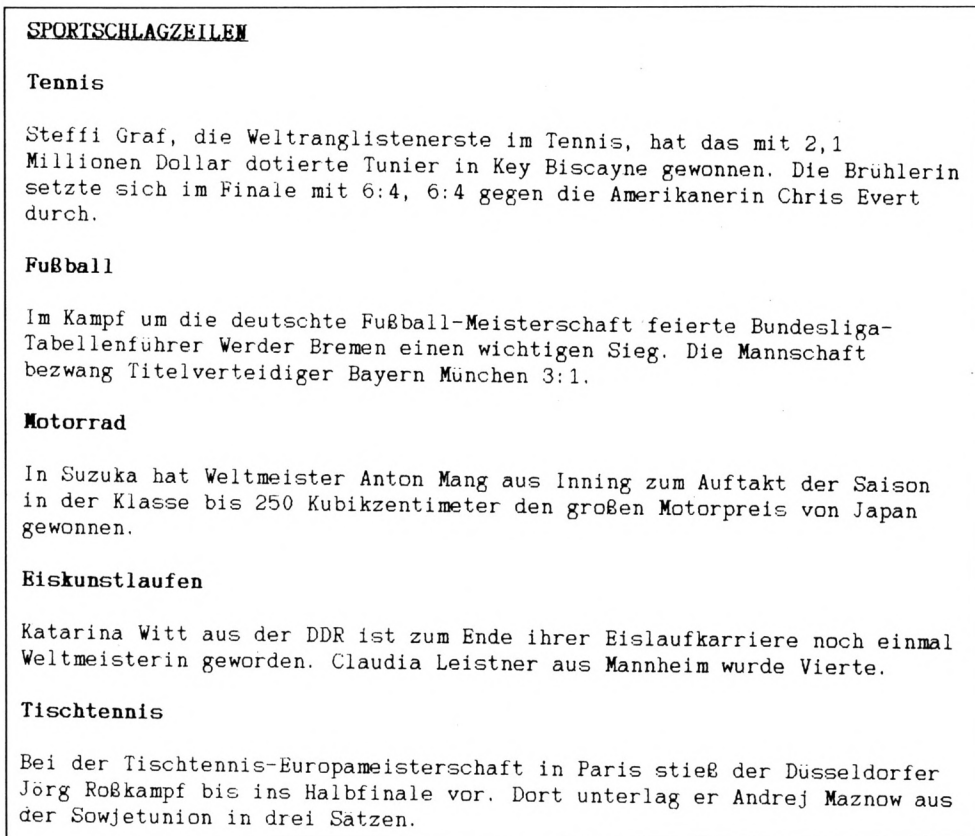 SPORTSCHLAGZEILEN
Tennis
Steffi Graf, die Weltranglistenerste im Tennis, hat das mit 2,1
Millionen Dollar dotierte Tunier in Key Biscayne gewonnen. Die Brühlerin
setzte sich im Finale mit 6:4, 6:4 gegen die Amerikanerin Chris Evert
durch.
Fußball
Im Kampf um die deutschte Fußball-Meisterschaft feierte Bundesliga-
Tabellenführer Werder Bremen einen wichtigen Sieg. Die Mannschaft
bezwang Titelverteidiger Bayern München 3:1.
Motorrad
In Suzuka hat Weltmeister Anton Mang aus Inning zum Auftakt der Saison
in der Klasse bis 250 Kubikzentimeter den großen Motorpreis von Japan
gewonnen.
Eiskunstlaufen
Katarina Witt aus der DDR ist zum Ende ihrer Eislaufkarriere noch einmal
Weltmeisterin geworden. Claudia Leistner aus Mannheim wurde Vierte.
Tischtennis
Bei der Tischtennis-Europameisterschaft in Paris stieß der Düsseldorfer
Jörg Roßkampf bis ins Halbfinale vor. Dort unterlag er Andrej Maznow aus
der Sowjetunion in drei Sätzen.